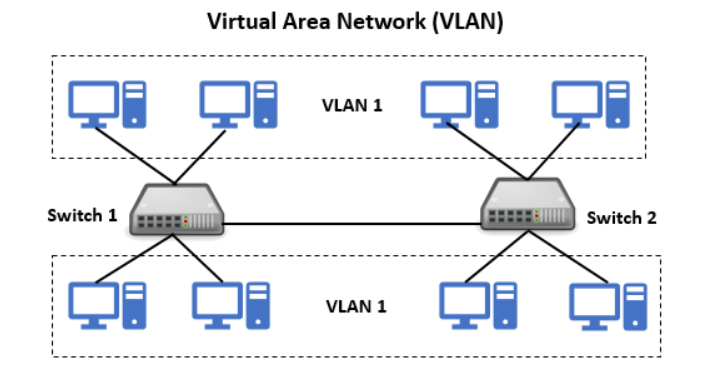 Virtual Area Network (VLAN)
VLAN 1
Switch 1
Switch 2
VLAN 1